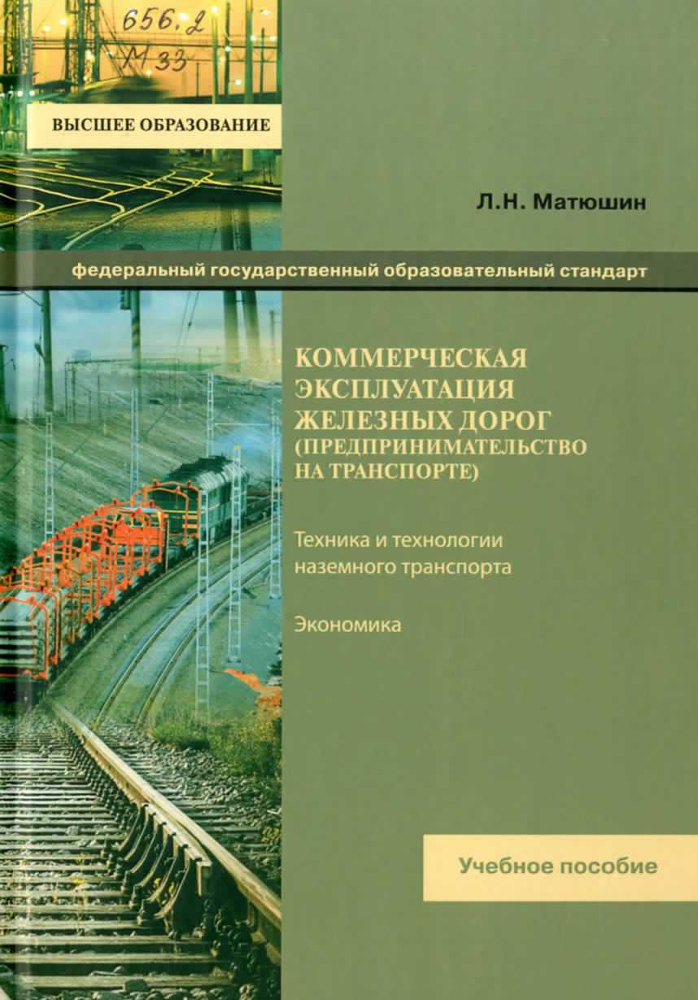 656.2
М 33
ВЫСШЕЕ ОБРАЗОВАНИЕ
Л.Н. Матюшин
федеральный государственный образовательный стандарт
КОММЕРЧЕСКАЯ
ЭКСПЛУАТАЦИЯ
ЖЕЛЕЗНЫХ ДОРОГ
(ПРЕДПРИНИМАТЕЛЬСТВО
НА ТРАНСПОРТЕ)
Техника и технологии
наземного транспорта
Экономика
Учебное пособие